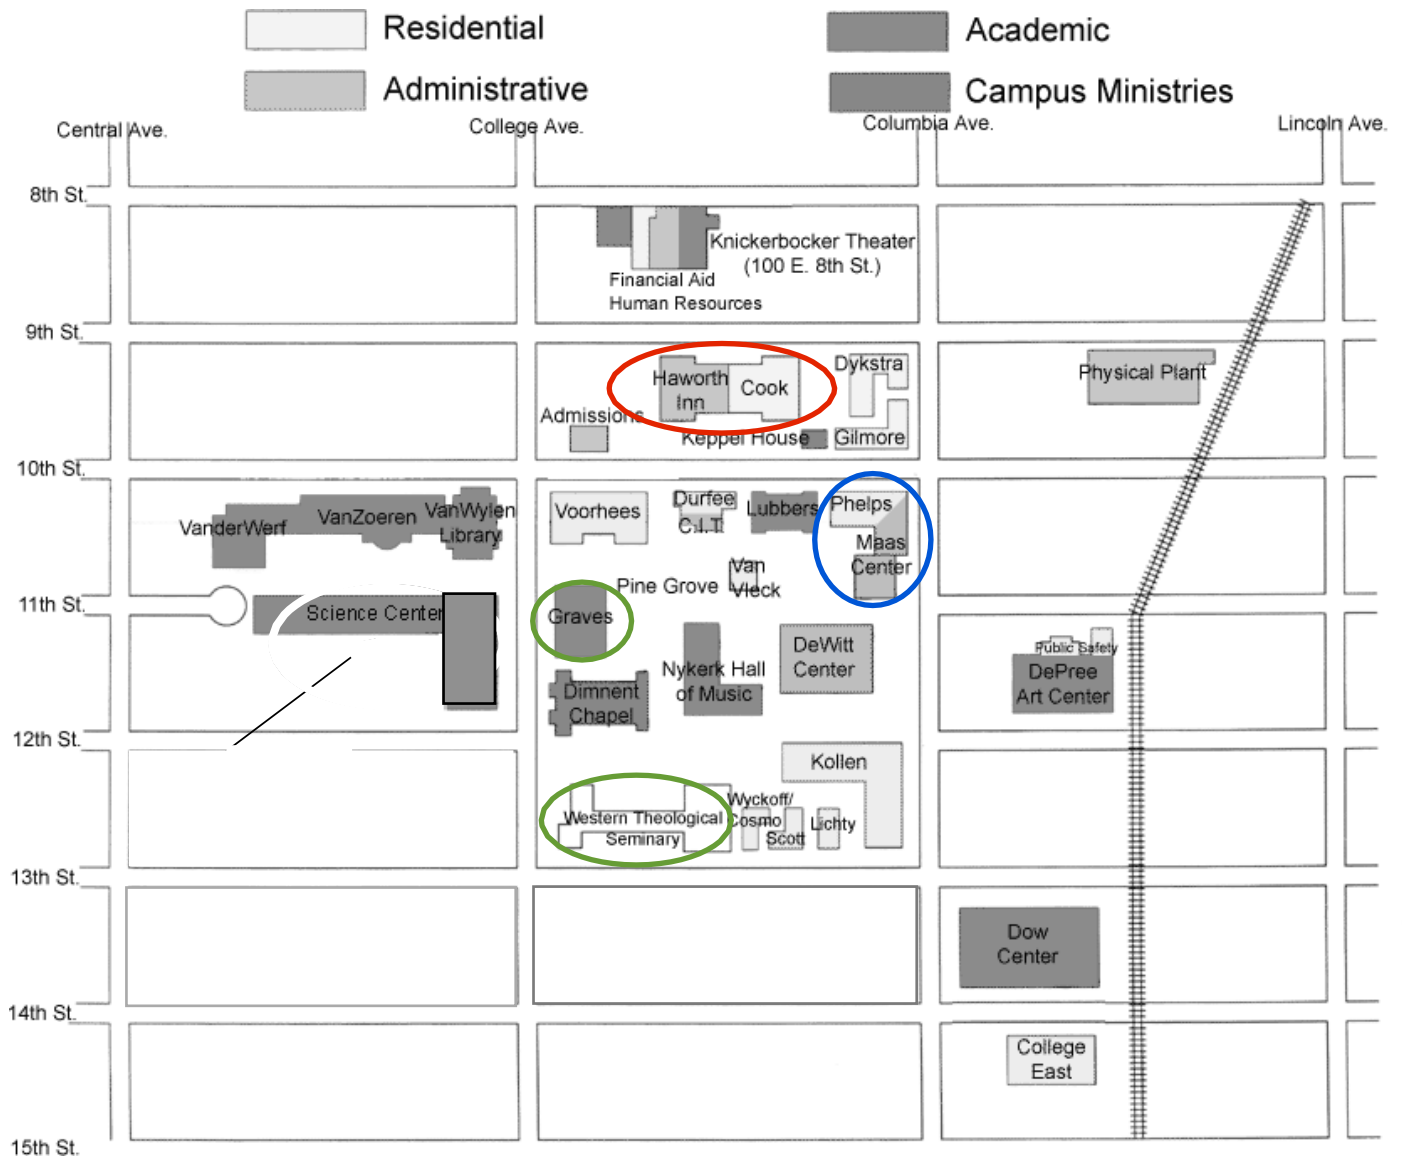 Residential
Academic
Administrative
Campus Ministries
Central Ave.
College Ave.
Columbia Ave.
Lincoln Ave.
8th St.
Knickerbocker Theater
(100 E. 8th St.)
Financial Aid
Human Resources
9th St.
Haworth
Inn
Cook
Dykstra
Physical Plant
Admissions
Keppel House
Gilmore
10th St.
VanderWerf
VanZoeren
VanWylen
Library
Voorhees
Durfee
C.I.T.
Lubbers
Phelps
Maas
Center
Pine Grove
Van
Vleck
11th St.
Science Center
Graves
Nykerk Hall
of Music
DeWitt
Center
Public Safety
DePree
Art Center
Dimnent
Chapel
12th St.
Kollen
Western Theological
Seminary
Wyckoff/
Cosmo
Scott
Lichty
13th St.
Dow
Center
14th St.
College
East
15th St.